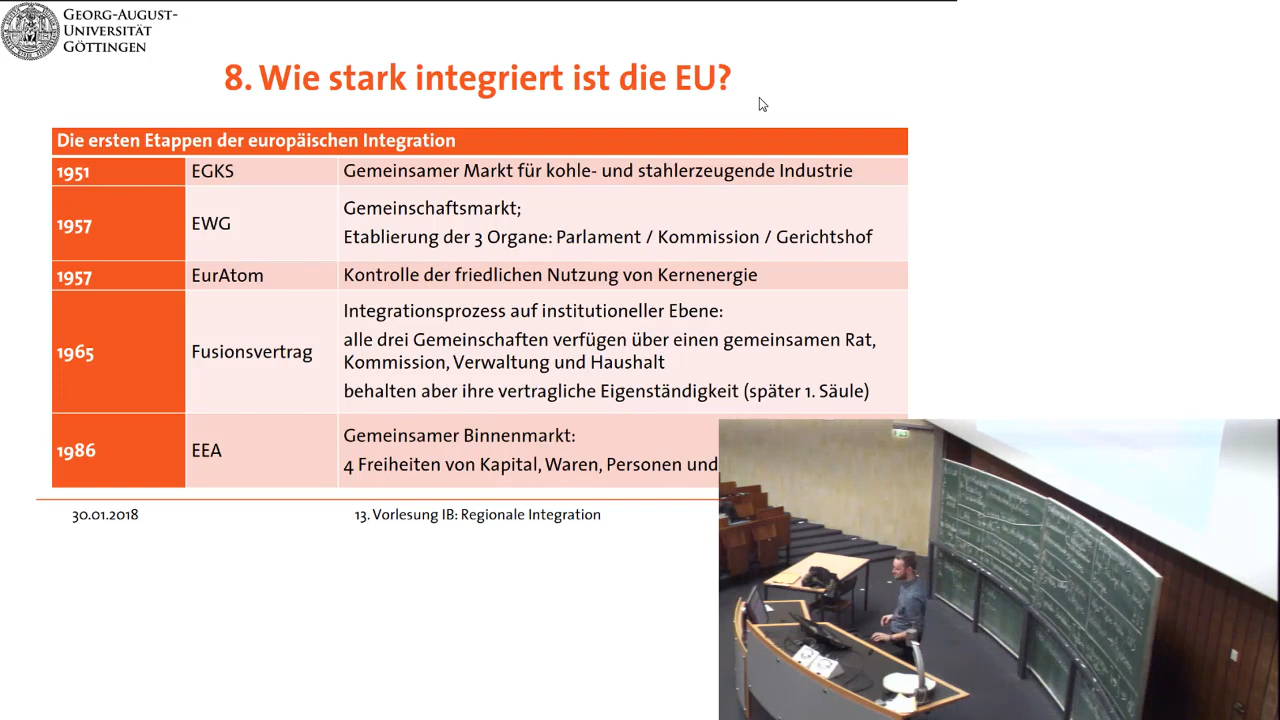 GEORG-AUGUST-
UNIVERSITÄT
GÖTTINGEN
8. Wie stark integriert ist die EU?
Die ersten Etappen der europäischen Integration
1951 EGKS Gemeinsamer Markt für kohle- und stahlerzeugende Industrie
1957 EWG Gemeinschaftsmarkt;
Etablierung der 3 Organe: Parlament / Kommission / Gerichtshof
1957 EurAtom Kontrolle der friedlichen Nutzung von Kernenergie
1965 Fusionsvertrag Integrationsprozess auf institutioneller Ebene:
alle drei Gemeinschaften verfügen über einen gemeinsamen Rat,
Kommission, Verwaltung und Haushalt
behalten aber ihre vertragliche Eigenständigkeit (später 1. Säule)
1986 EEA Gemeinsamer Binnenmarkt:
4 Freiheiten von Kapital, Waren, Personen und
30.01.2018 13. Vorlesung IB: Regionale Integration